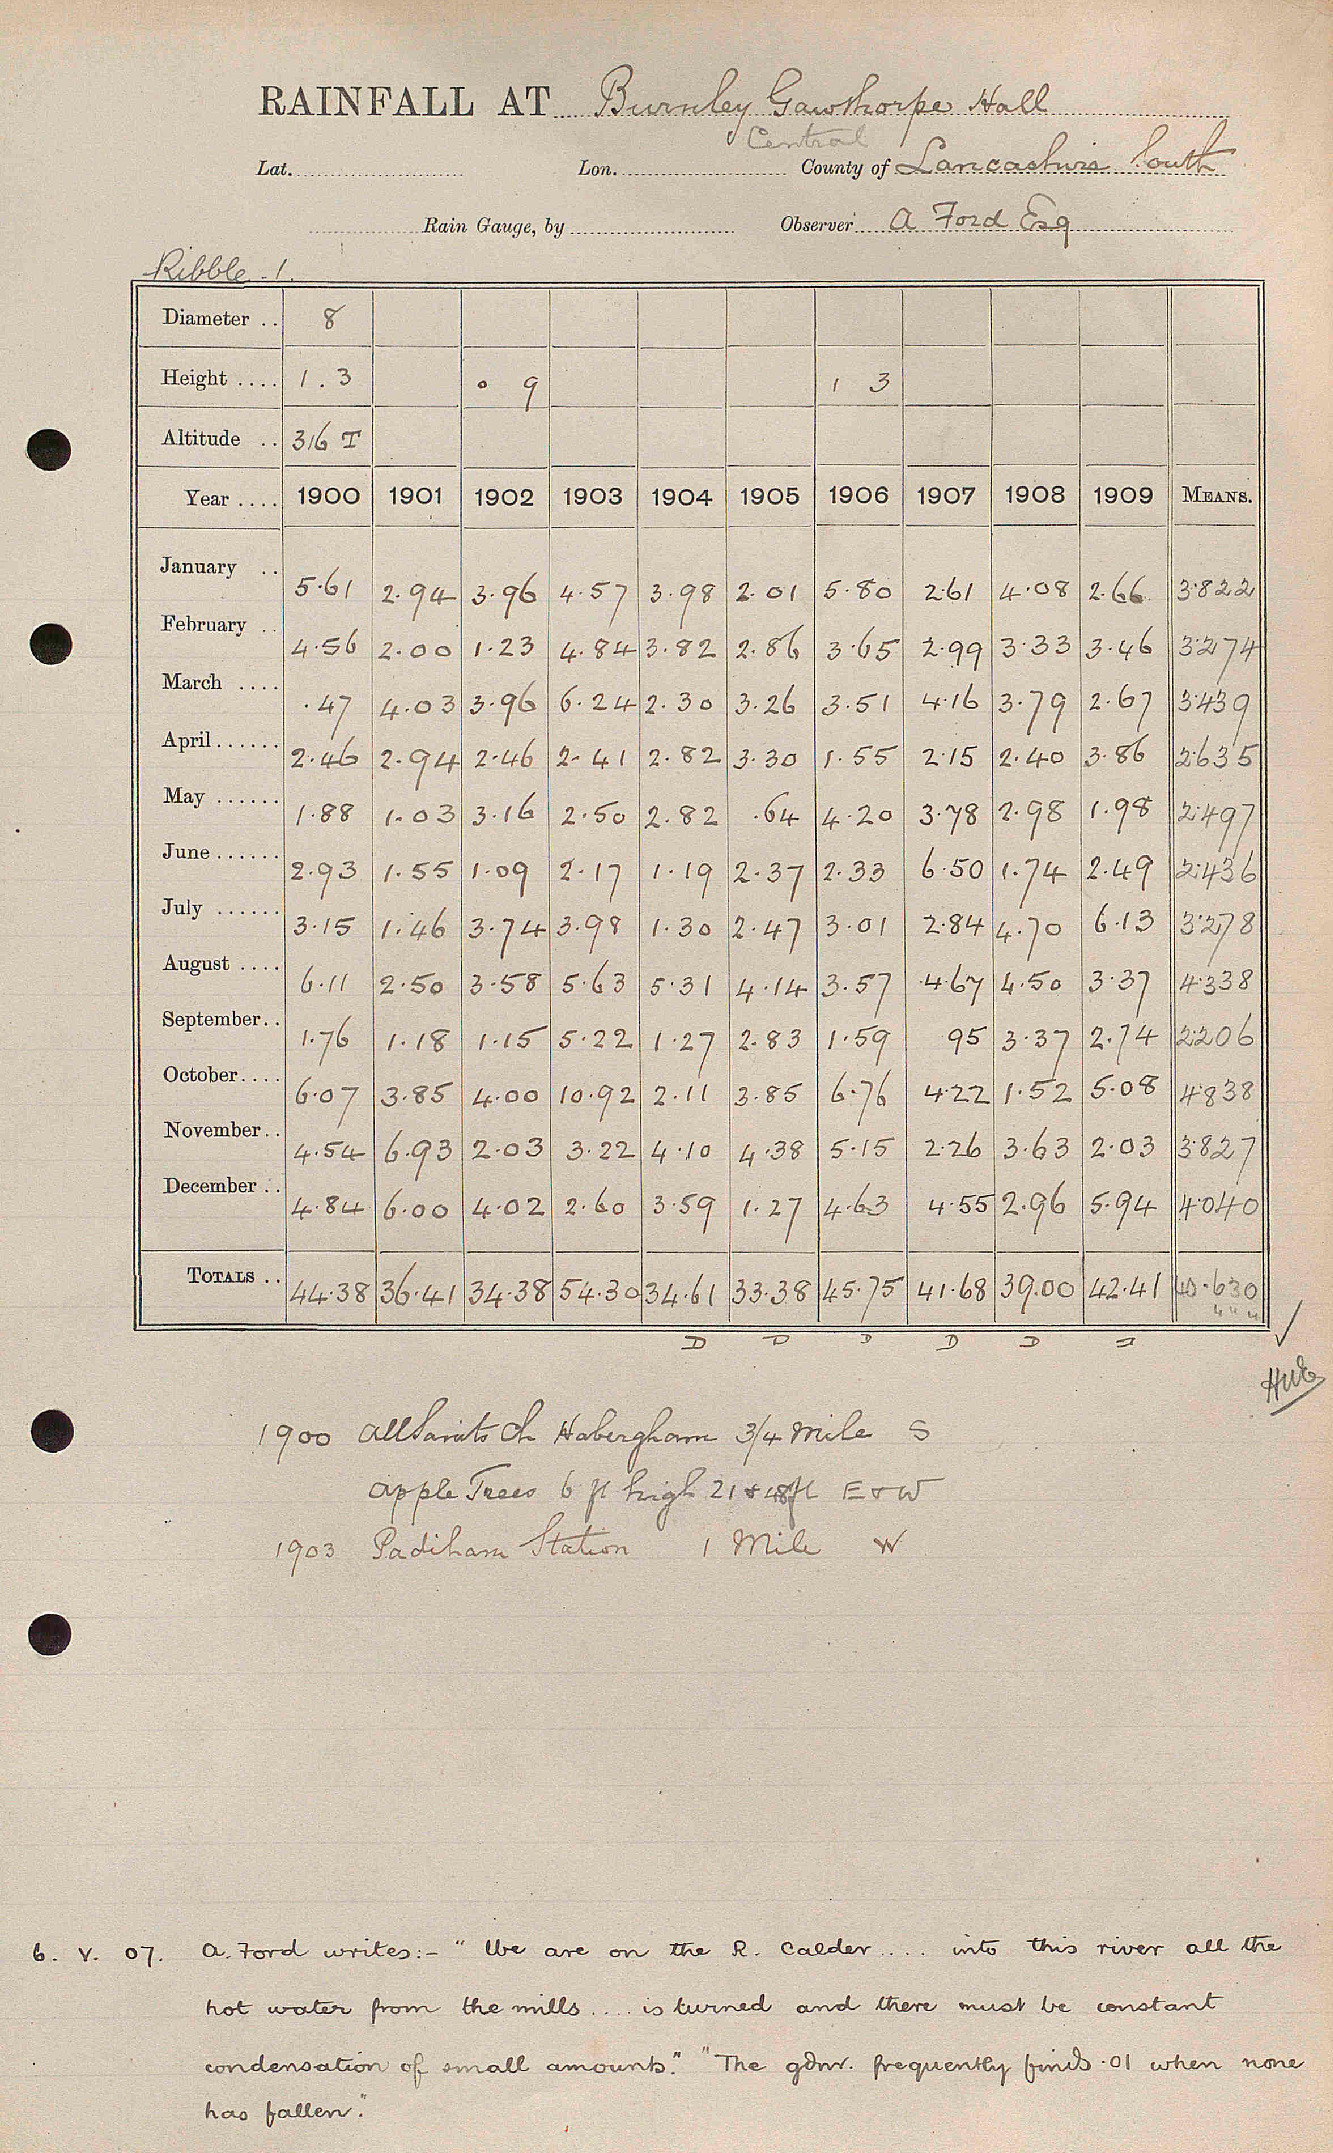 RAINFALL AT Burnley Gawthorpe Hall
Central
Lat. Lon. County of Lancashire South
Rain Gauge, by Observer A Ford Esq
Ribble 1.
Diameter .. 8
Height .... 1 . 3 0 9 1 3
Altitude .. 316 T
Year .... 1900 1901 1902 1903 1904 1905 1906 1907 1908 1909 MEANS.
January .. 5.61 2.94 3.96 4.57 3.98 2.01 5.80 2.61 4.08 2.66 3.822
February .. 4.56 2.00 1.23 4.84 3.82 2.86 3.65 2.99 3.33 3.46 3.274
March .... .47 4.03 3.96 6.24 2.30 3.26 3.51 4.16 3.79 2.67 3.439
April...... 2.46 2.94 2.46 2.41 2.82 3.30 1.55 2.15 2.40 3.86 2.635
May ...... 1.88 1.03 3.16 2.50 2.82 .64 4.20 3.78 2.98 1.98 2.497
June...... 2.93 1.55 1.09 2.17 1.19 2.37 2.33 6.50 1.74 2.49 2.436
July ...... 3.15 1.46 3.74 3.98 1.30 2.47 3.01 2.84 4.70 6.13 3.278
August .... 6.11 2.50 3.58 5.63 5.31 4.14 3.57 4.67 4.50 3.37 4.338
September.. 1.76 1.18 1.15 5.22 1.27 2.83 1.59 95 3.37 2.74 2.206
October.... 6.07 3.85 4.00 10.92 2.11 3.85 6.76 4.22 1.52 5.08 4.838
November.. 4.54 6.93 2.03 3.22 4.10 4.38 5.15 2.26 3.63 2.03 3.827
December .. 4.84 6.00 4.02 2.60 3.59 1.27 4.63 4.55 2.96 5.94 4.040
TOTALS .. 44.38 36.41 34.38 54.30 34.61 33.38 45.75 41.68 39.00 42.41 40.630
D D D D D D
1900 All Saints Ch Habergham 3/4 Mile S
Apple Trees 6 ft high 21 & 48ft E & W
1903 Padiham Station 1 Mile W
6. V. 07. A. Ford writes:- "We are on the R. Calder .... into this river all the
hot water from the mills .... is turned and there must be constant
condensation of small amounts." "The gdnr. frequently finds .01 when none
has fallen."